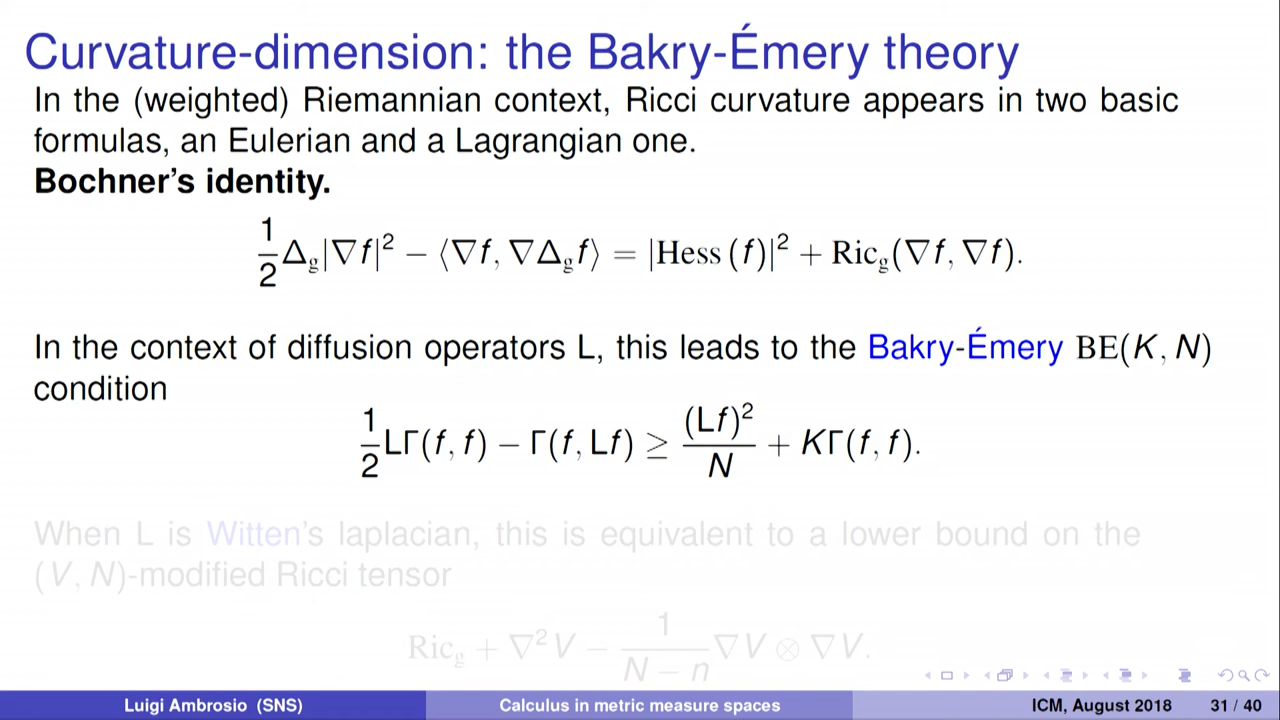 Curvature-dimension: the Bakry-Émery theory
In the (weighted) Riemannian context, Ricci curvature appears in two basic
formulas, an Eulerian and a Lagrangian one.
Bochner's identity.
1/2 Δ_g|∇f|² − ⟨∇f, ∇Δ_g f⟩ = |Hess (f)|² + Ric_g(∇f, ∇f).
In the context of diffusion operators L, this leads to the Bakry-Émery BE(K, N)
condition
1/2 LΓ(f, f) − Γ(f, Lf) ≥ (Lf)²/N + KΓ(f, f).
When L is Witten's laplacian, this is equivalent to a lower bound on the
(V, N)-modified Ricci tensor
Ric_g + ∇²V − 1/(N − n) ∇V ⊗ ∇V.
Luigi Ambrosio (SNS) Calculus in metric measure spaces ICM, August 2018 31 / 40